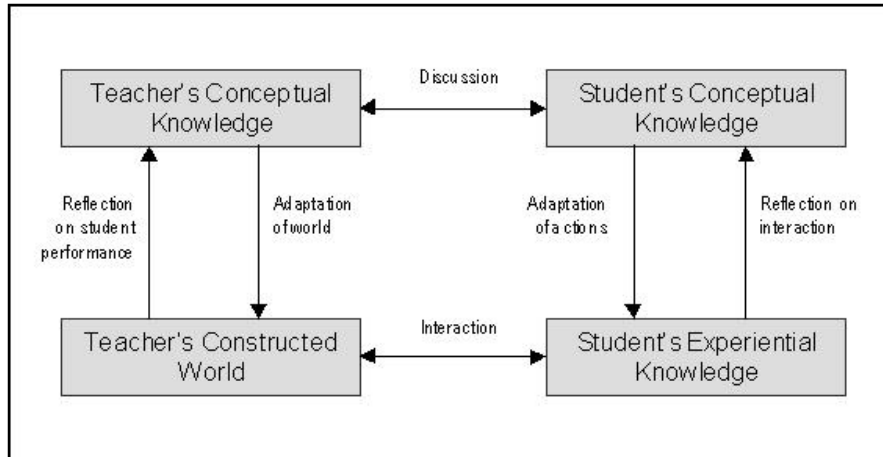 Teacher's Conceptual
Knowledge
Discussion
Student's Conceptual
Knowledge
Reflection
on student
performance
Adaptation
of world
Adaptation
of actions
Reflection on
interaction
Teacher's Constructed
World
Interaction
Student's Experiential
Knowledge